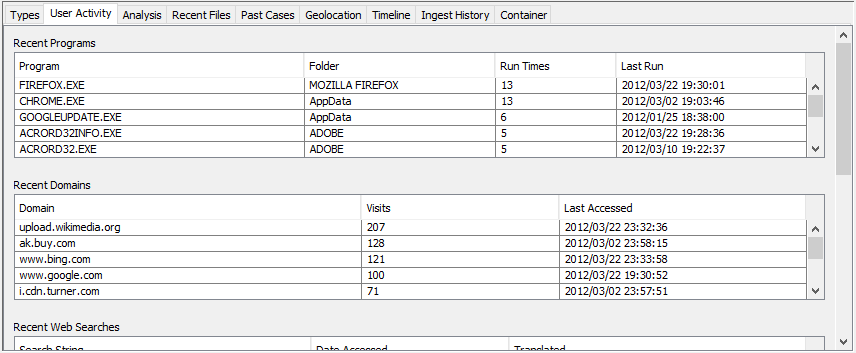 Types User Activity Analysis Recent Files Past Cases Geolocation Timeline Ingest History Container
Recent Programs
Program Folder Run Times Last Run
FIREFOX.EXE MOZILLA FIREFOX 13 2012/03/22 19:30:01
CHROME.EXE AppData 13 2012/03/02 19:03:46
GOOGLEUPDATE.EXE AppData 6 2012/01/25 18:38:00
ACRORD32INFO.EXE ADOBE 5 2012/03/22 19:28:36
ACRORD32.EXE ADOBE 5 2012/03/10 19:22:37
Recent Domains
Domain Visits Last Accessed
upload.wikimedia.org 207 2012/03/22 23:32:36
ak.buy.com 128 2012/03/02 23:58:15
www.bing.com 121 2012/03/22 23:33:58
www.google.com 100 2012/03/22 19:30:52
i.cdn.turner.com 71 2012/03/02 23:57:51
Recent Web Searches
Search String Date Accessed Translated